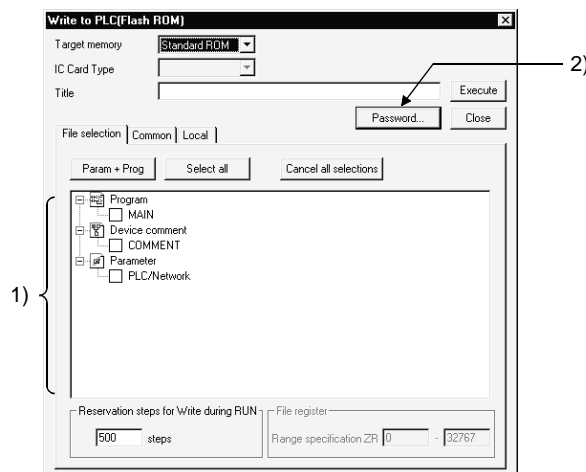 Write to PLC(Flash ROM)
Target memory Standard ROM
IC Card Type
Title Execute
2)
Password... Close
File selection Common Local
Param + Prog Select all Cancel all selections
1)
Program
MAIN
Device comment
COMMENT
Parameter
PLC/Network
Reservation steps for Write during RUN File register
500 steps Range specification ZR 0 - 32767